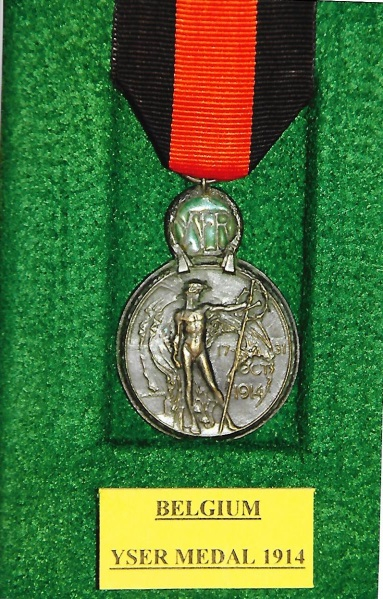 YSER
17-31
OCT
1914
BELGIUM
YSER MEDAL 1914